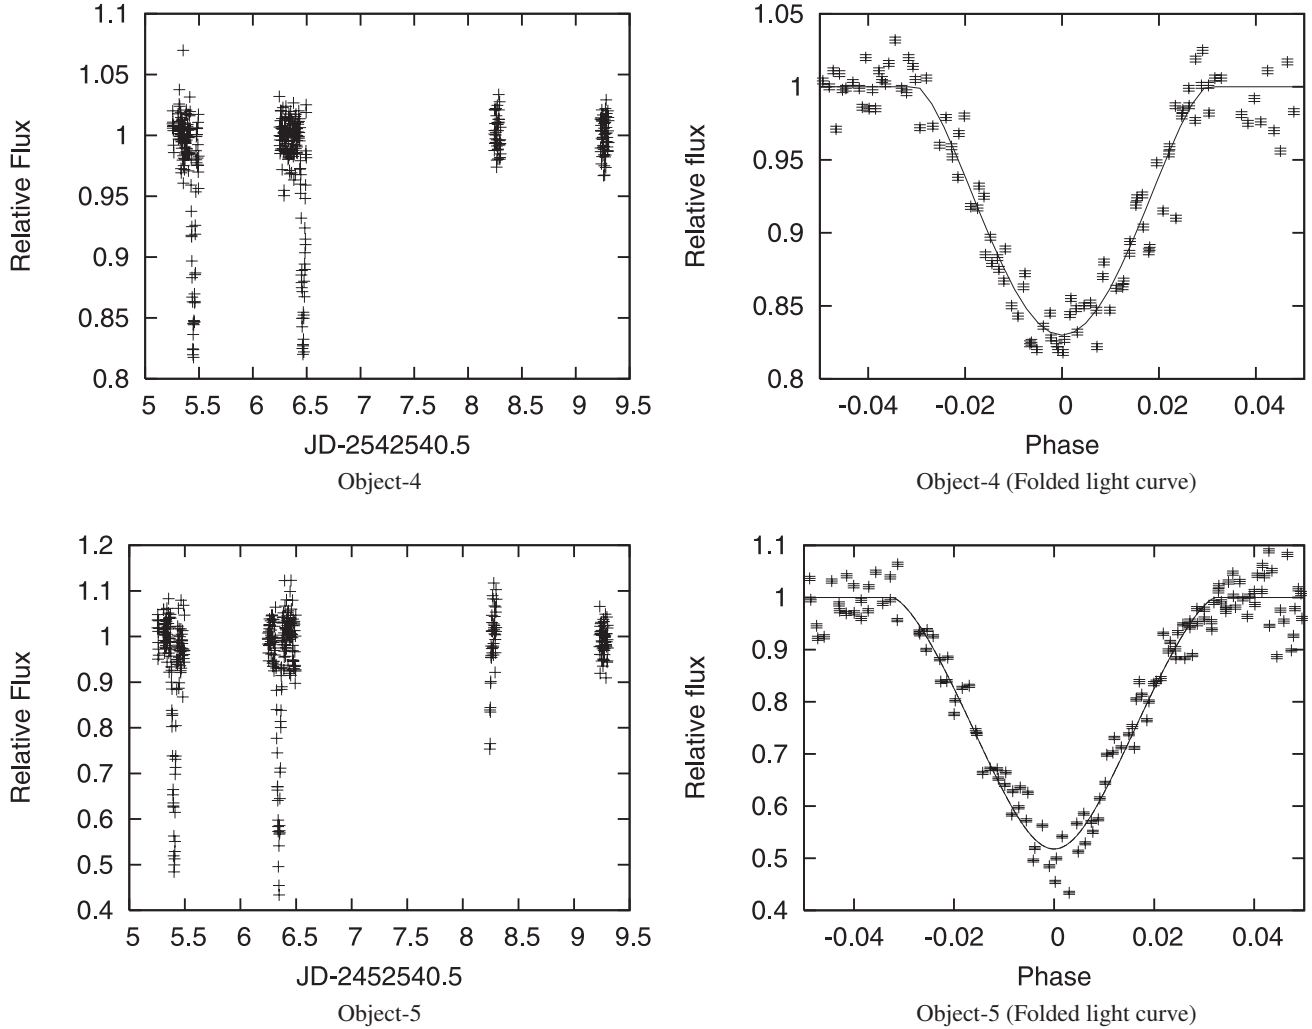 1.1
1.05
1
0.95
0.9
0.85
0.8
Relative Flux
5 5.5 6 6.5 7 7.5 8 8.5 9 9.5
JD-2542540.5
Object-4
1.05
1
0.95
0.9
0.85
0.8
Relative flux
-0.04 -0.02 0 0.02 0.04
Phase
Object-4 (Folded light curve)
1.2
1.1
1
0.9
0.8
0.7
0.6
0.5
0.4
Relative Flux
5 5.5 6 6.5 7 7.5 8 8.5 9 9.5
JD-2452540.5
Object-5
1.1
1
0.9
0.8
0.7
0.6
0.5
0.4
Relative flux
-0.04 -0.02 0 0.02 0.04
Phase
Object-5 (Folded light curve)